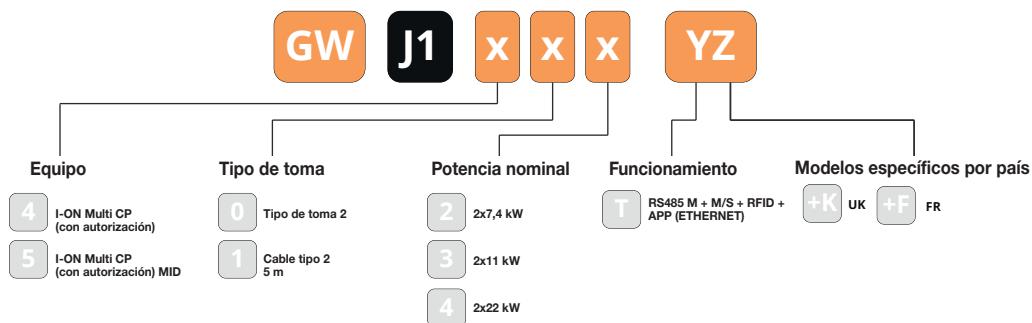 GW J1 x x x YZ
Equipo
4 I-ON Multi CP
(con autorización)
5 I-ON Multi CP
(con autorización) MID
Tipo de toma
0 Tipo de toma 2
1 Cable tipo 2
5 m
Potencia nominal
2 2x7,4 kW
3 2x11 kW
4 2x22 kW
Funcionamiento
T RS485 M + M/S + RFID +
APP (ETHERNET)
Modelos específicos por país
+K UK +F FR